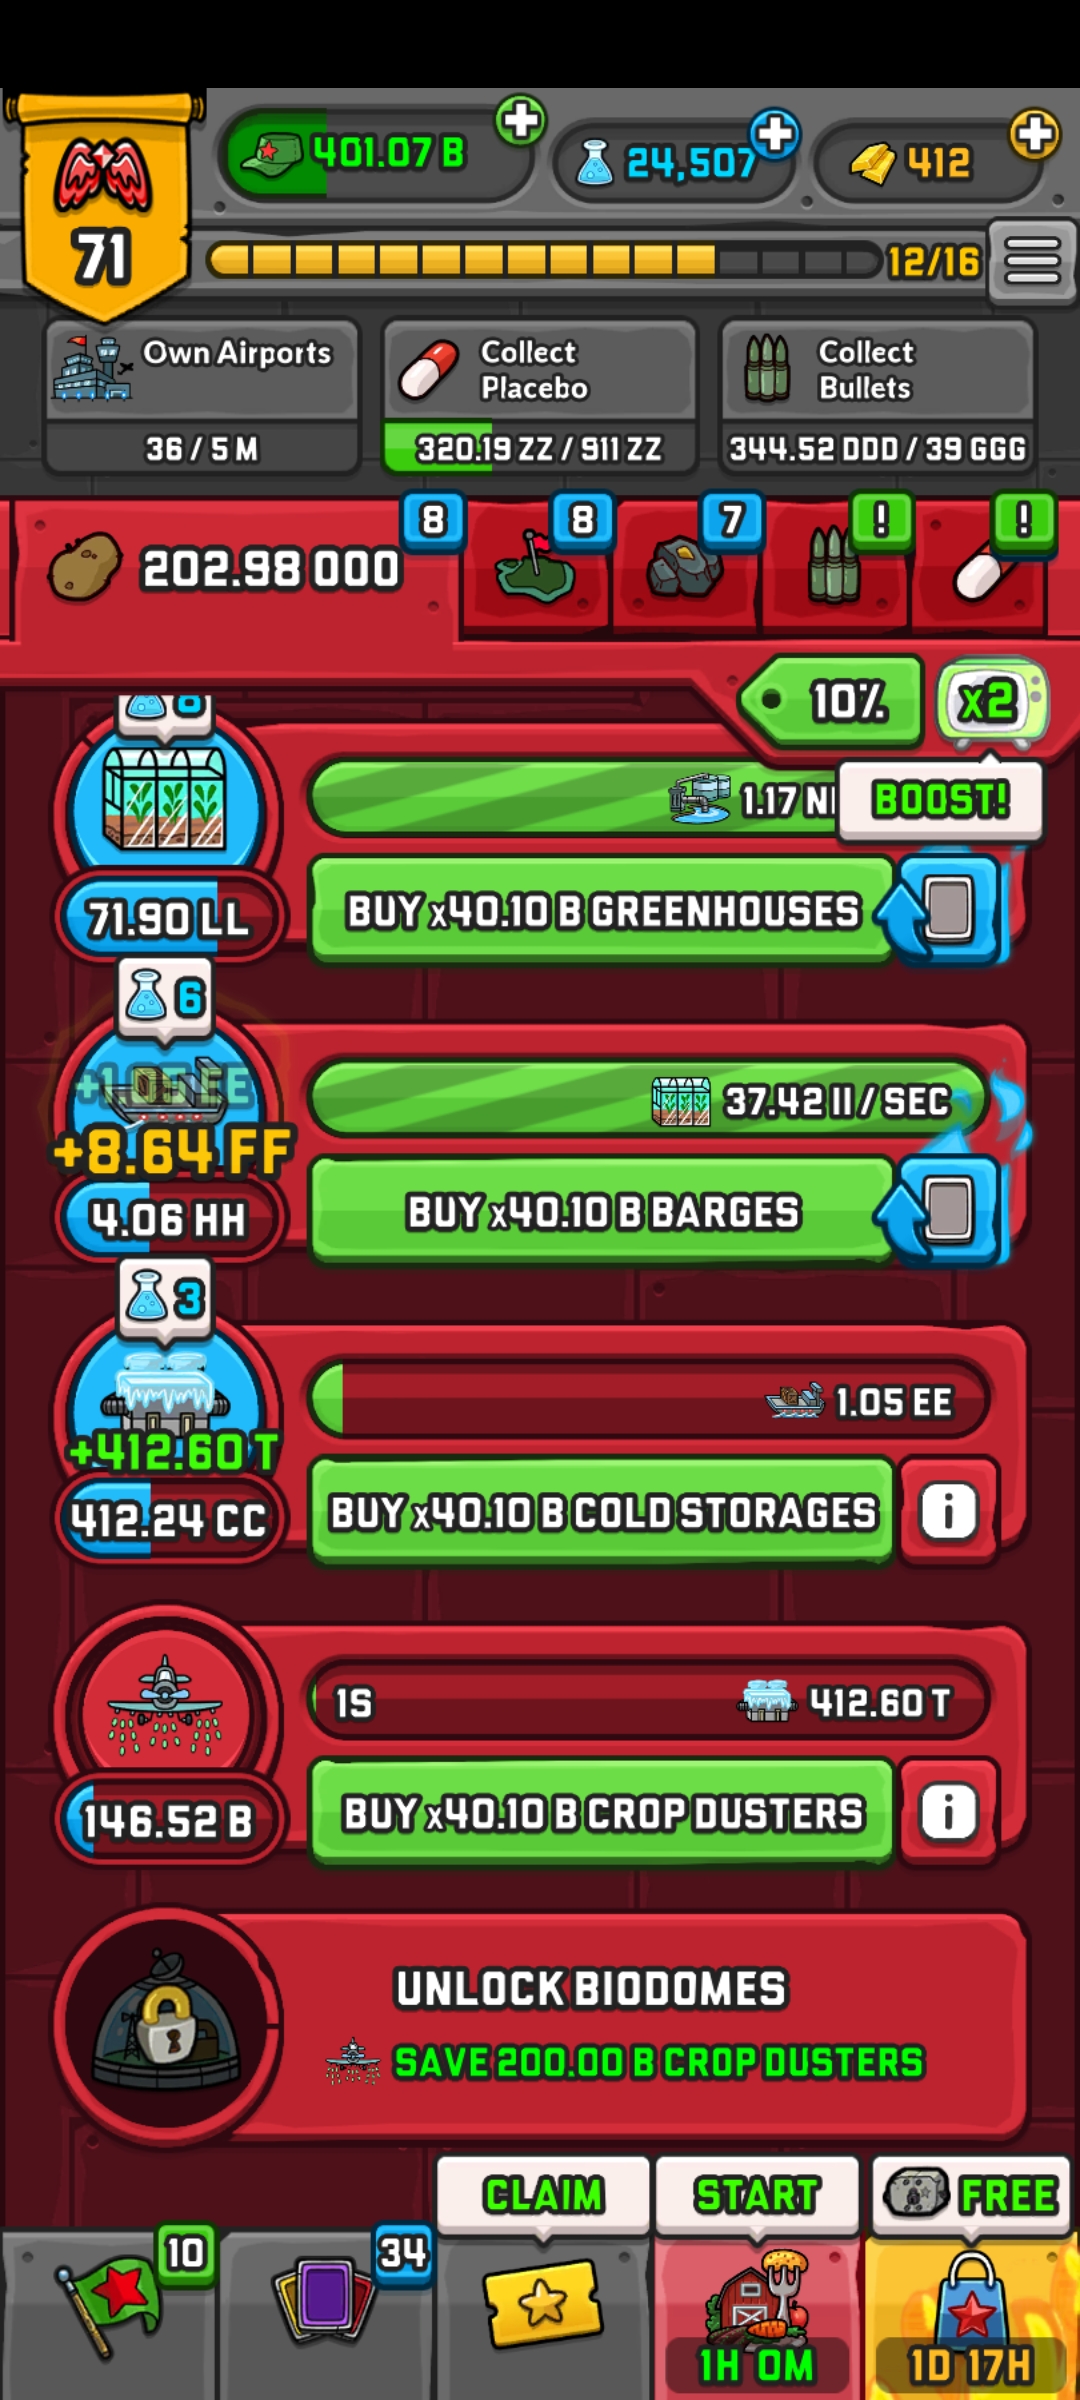 401.07 B
24,507
412
71
12/16
Own Airports
36 / 5 M
Collect
Placebo
320.19 ZZ / 911 ZZ
Collect
Bullets
344.52 DDD / 39 GGG
202.98 OOO
8
8
7
!
!
10%
x2
BOOST!
8
1.17
71.90 LL
BUY x40.10 B GREENHOUSES
6
+8.64 FF
4.06 HH
37.42 II / SEC
BUY x40.10 B BARGES
3
+412.60 T
412.24 CC
1.05 EE
BUY x40.10 B COLD STORAGES
i
1S
412.60 T
146.52 B
BUY x40.10 B CROP DUSTERS
i
UNLOCK BIODOMES
SAVE 200.00 B CROP DUSTERS
CLAIM
START
FREE
10
34
1H 0M
1D 17H